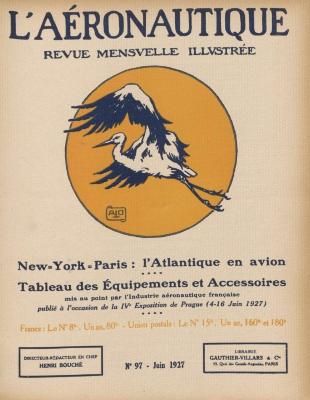 L'AÉRONAUTIQUE
REVUE MENSVELLE ILLVSTRÉE
New-York-Paris : l'Atlantique en avion
Tableau des Équipements et Accessoires
mis au point par l'Industrie aéronautique française
publié à l'occasion de la IVe Exposition de Prague (4-16 Juin 1927)
France : Le No 8fr. Un an, 80fr - Union postale : Le No 15fr. Un an, 160fr et 180fr
DIRECTEUR-RÉDACTEUR EN CHEF
HENRI BOUCHÉ
No 97 - Juin 1927
LIBRAIRIE
GAUTHIER-VILLARS & Cie
55, Quai des Grands-Augustins, PARIS